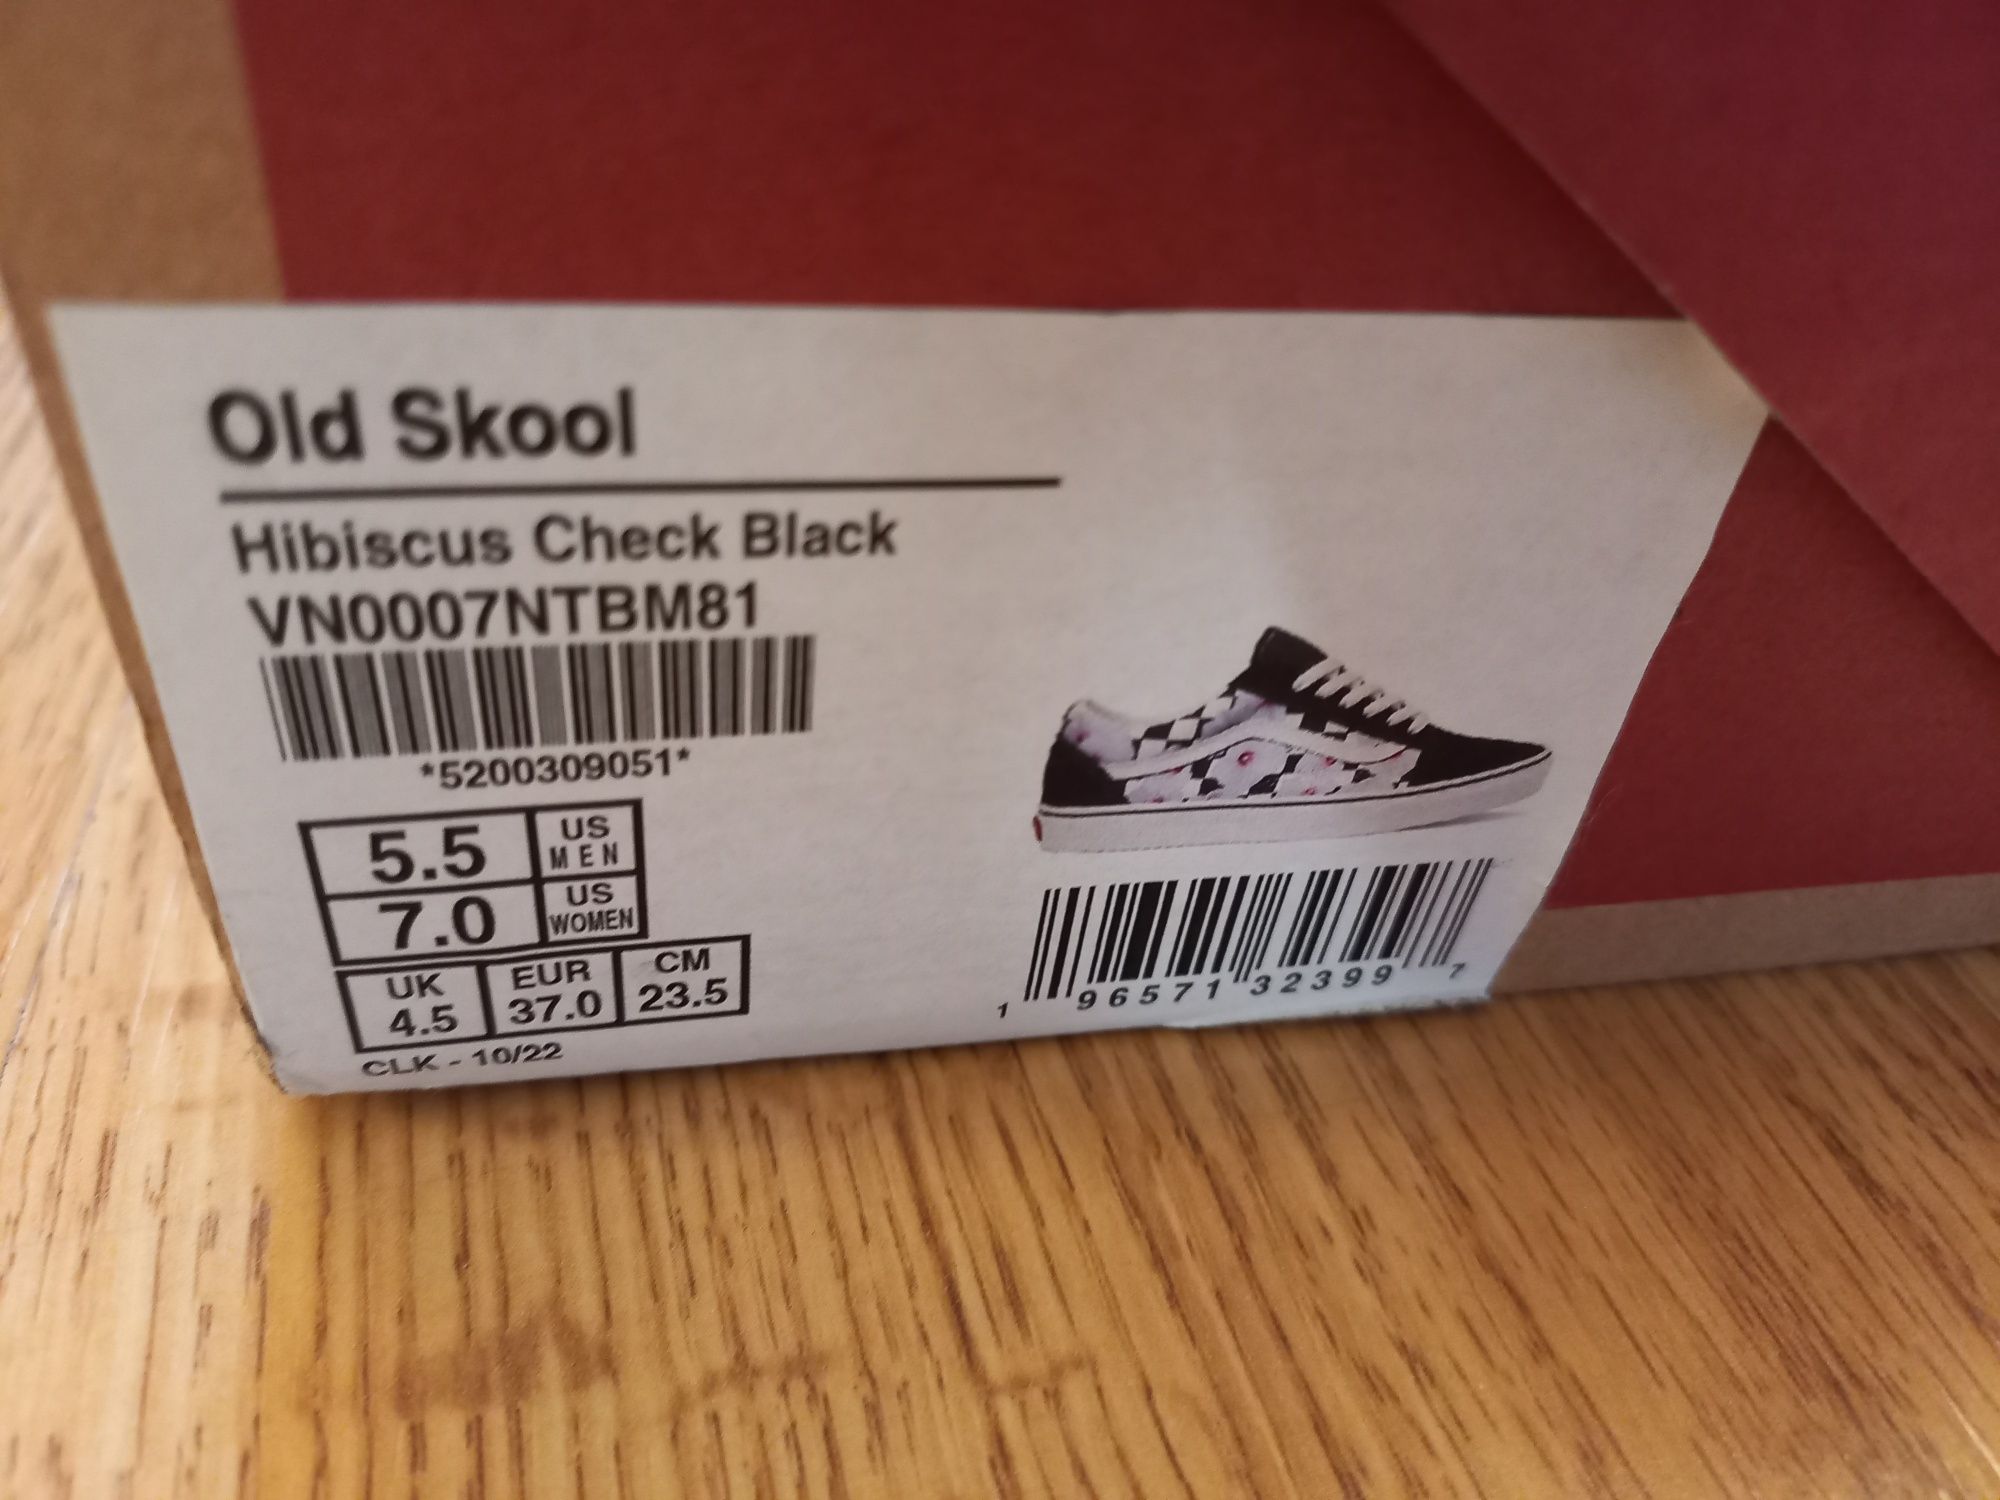 Old Skool
Hibiscus Check Black
VN0007NTBM81
*5200309051*
5.5 US MEN
7.0 US WOMEN
UK EUR CM
4.5 37.0 23.5
CLK - 10/22
1 96571 32399 7